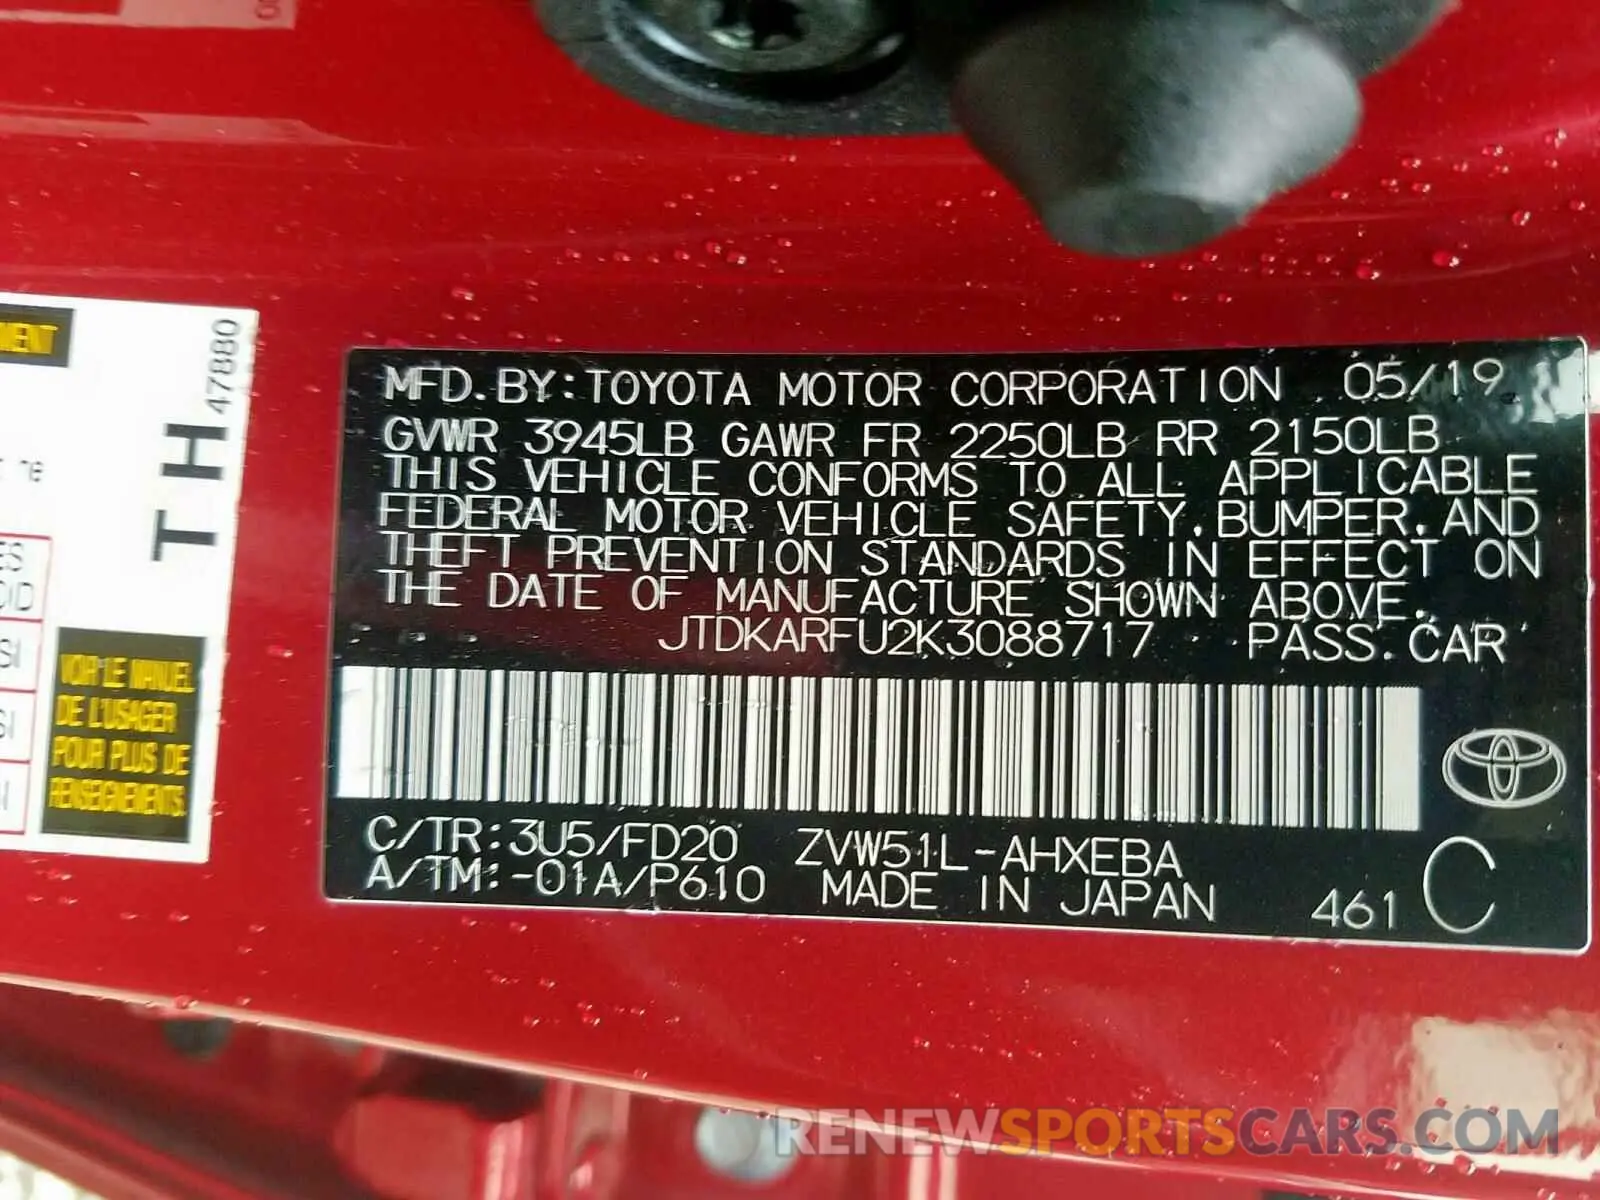 MENT
TH
47880
VOIR LE MANUEL
DE L'USAGER
POUR PLUS DE
RENSEIGNEMENTS.
MFD. BY: TOYOTA MOTOR CORPORATION 05/19
GVWR 3945LB GAWR FR 2250LB RR 2150LB
THIS VEHICLE CONFORMS TO ALL APPLICABLE
FEDERAL MOTOR VEHICLE SAFETY, BUMPER, AND
THEFT PREVENTION STANDARDS IN EFFECT ON
THE DATE OF MANUFACTURE SHOWN ABOVE.
JTDKARFU2K3088717 PASS. CAR
C/TR: 3U5/FD20 ZVW51L-AHXEBA
A/TM: -01A/P610 MADE IN JAPAN 461 C
RENEWSPORTSCARS.COM